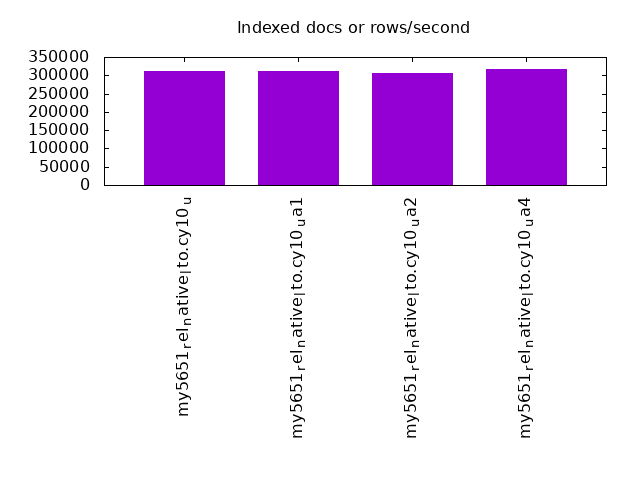 Indexed docs or rows/second
350000
300000
250000
200000
150000
100000
50000
0
my5651ᵣelₙativeₗto.cy10ᵤ
my5651ᵣelₙativeₗto.cy10ᵤa1
my5651ᵣelₙativeₗto.cy10ᵤa2
my5651ᵣelₙativeₗto.cy10ᵤa4